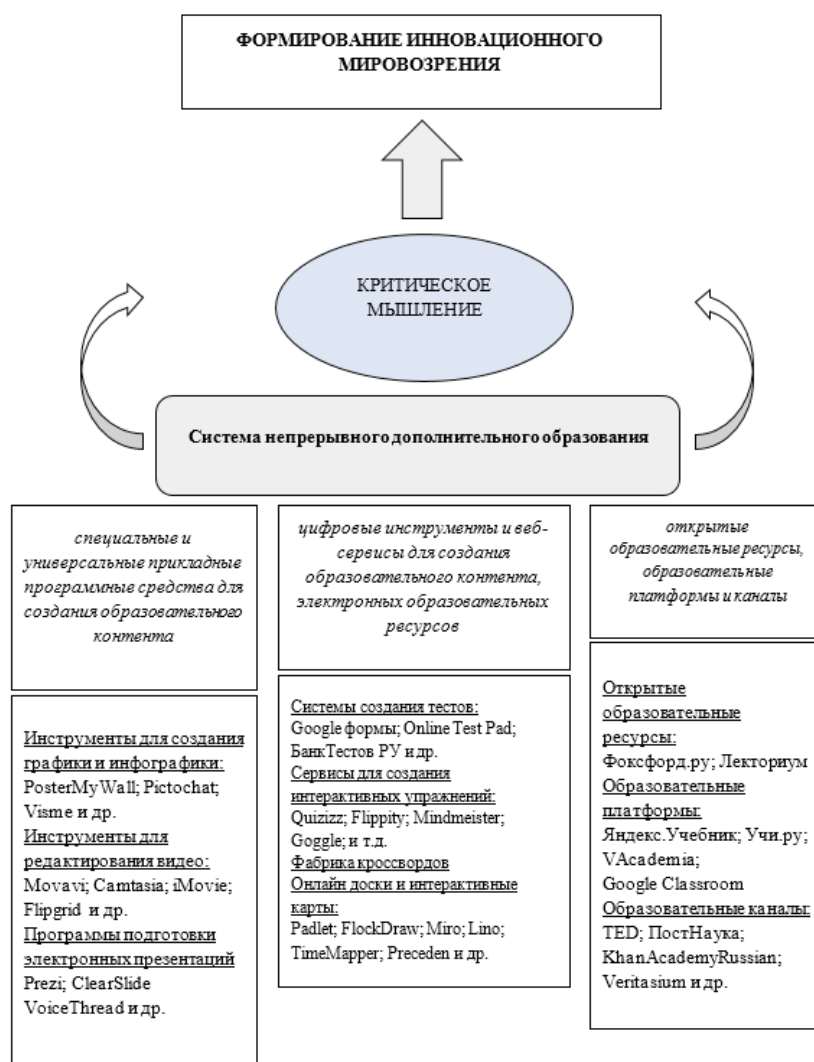 ФОРМИРОВАНИЕ ИННОВАЦИОННОГО
МИРОВОЗРЕНИЯ
КРИТИЧЕСКОЕ
МЫШЛЕНИЕ
Система непрерывного дополнительного образования
специальные и
универсальные прикладные
программные средства для
создания образовательного
контента
Инструменты для создания
графики и инфографики:
PosterMyWall; Pictochat;
Visme и др.
Инструменты для
редактирования видео:
Movavi; Camtasia; iMovie;
Flipgrid и др.
Программы подготовки
электронных презентаций
Prezi; ClearSlide
VoiceThread и др.
цифровые инструменты и веб-
сервисы для создания
образовательного контента,
электронных образовательных
ресурсов
Системы создания тестов:
Google формы; Online Test Pad;
БанкТестов РУ и др.
Сервисы для создания
интерактивных упражнений:
Quizizz; Flippity; Mindmeister;
Goggle; и т.д.
Фабрика кроссвордов
Онлайн доски и интерактивные
карты:
Padlet; FlockDraw; Miro; Lino;
TimeMapper; Preceden и др.
открытые
образовательные ресурсы,
образовательные
платформы и каналы
Открытые
образовательные
ресурсы:
Фоксфорд.ру; Лекториум
Образовательные
платформы:
Яндекс.Учебник; Учи.ру;
VAcademia;
Google Classroom
Образовательные каналы:
TED; ПостНаука;
KhanAcademyRussian;
Veritasium и др.